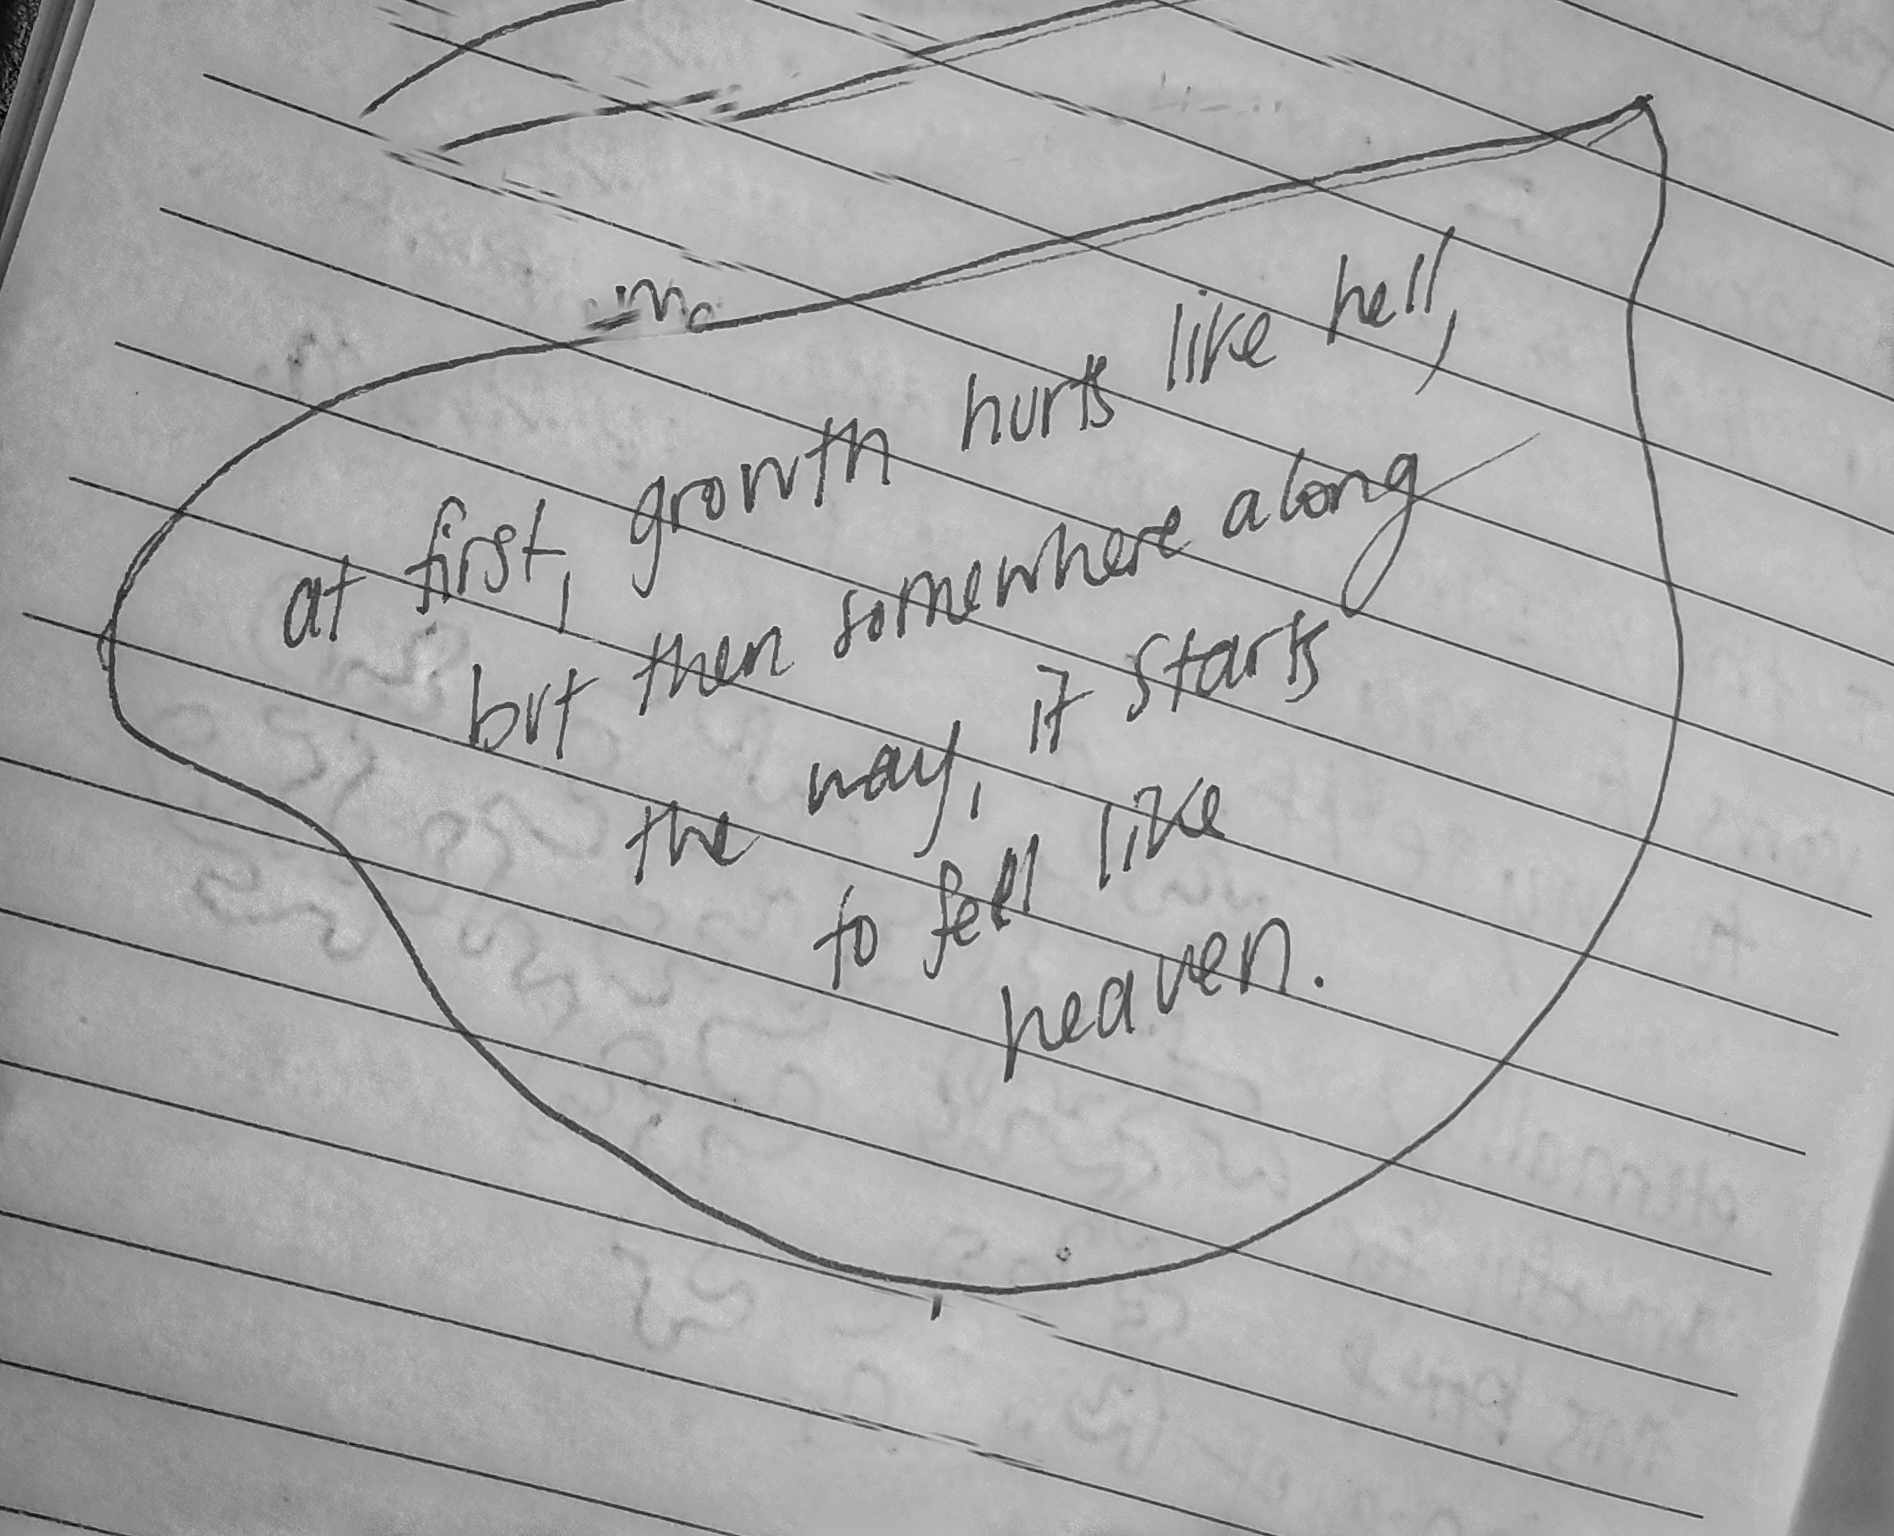 at first, growth hurts like hell,
but then somewhere along
the way, it starts
to fell like
heaven.